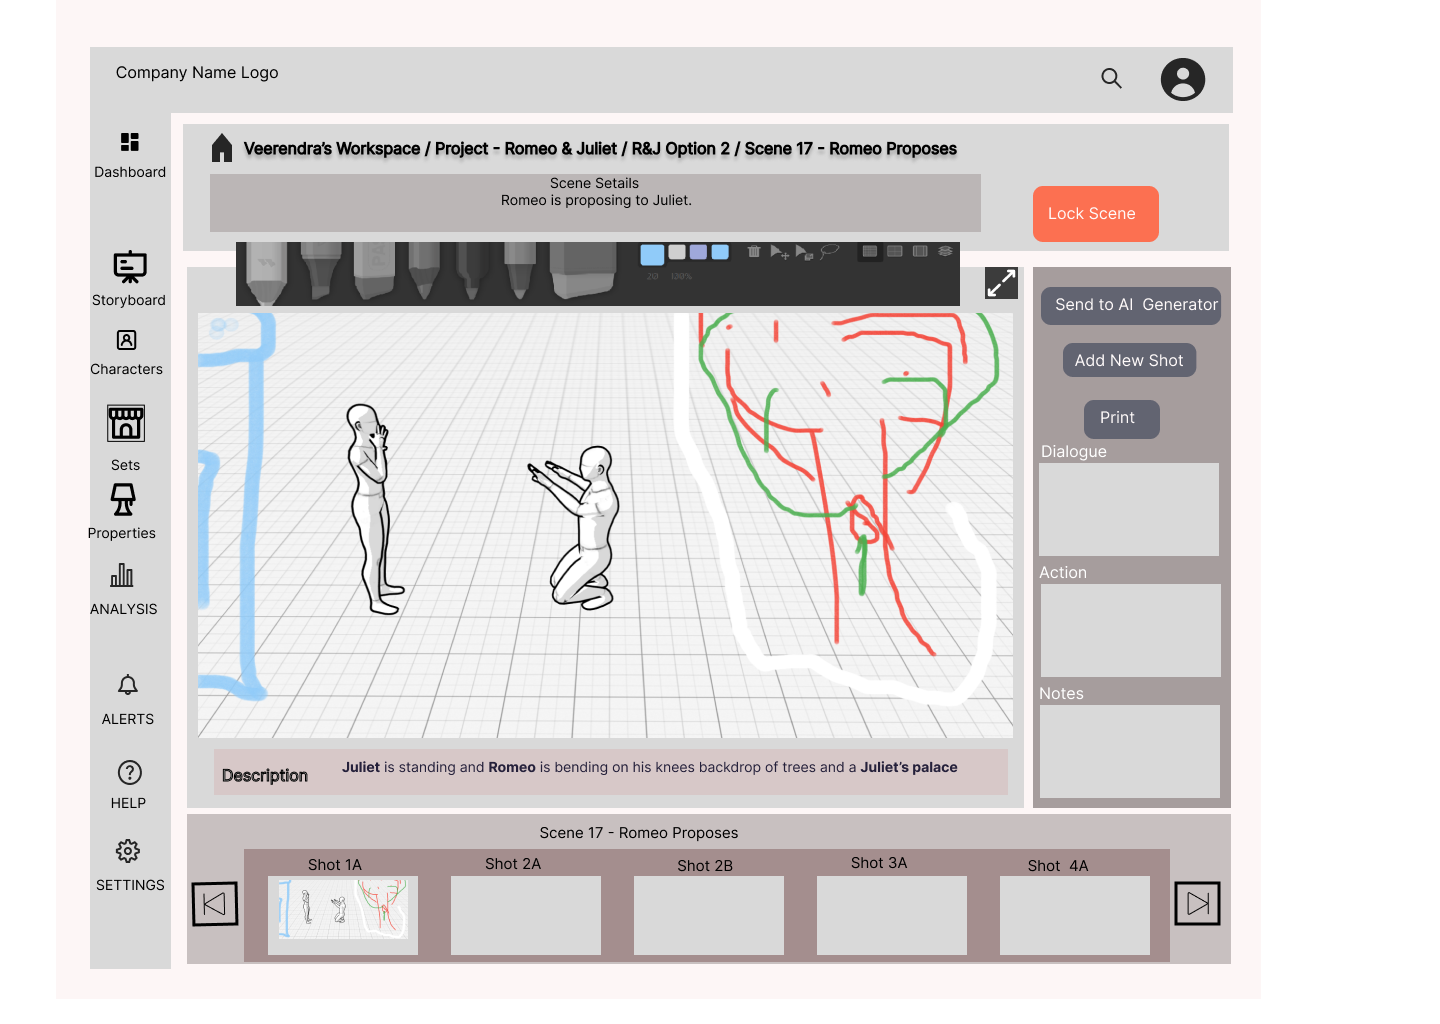 Company Name Logo
Dashboard
Veerendra's Workspace / Project - Romeo & Juliet / R&J Option 2 / Scene 17 - Romeo Proposes
Scene Setails
Romeo is proposing to Juliet.
Lock Scene
Storyboard
Characters
Sets
Properties
ANALYSIS
ALERTS
HELP
SETTINGS
100%
Send to AI  Generator
Add New Shot
Print
Dialogue
Action
Notes
Description
Juliet is standing and Romeo is bending on his knees backdrop of trees and a Juliet's palace
Scene 17 - Romeo Proposes
Shot 1A
Shot 2A
Shot 2B
Shot 3A
Shot  4A